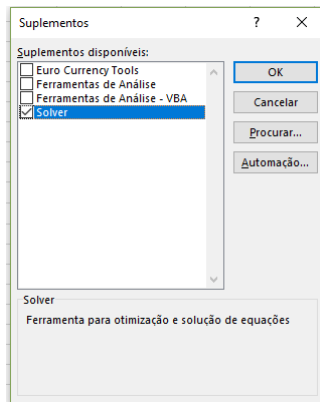 Suplementos ? ×
Suplementos disponíveis:
Euro Currency Tools
Ferramentas de Análise
Ferramentas de Análise - VBA
Solver
OK
Cancelar
Procurar...
Automação...
Solver
Ferramenta para otimização e solução de equações